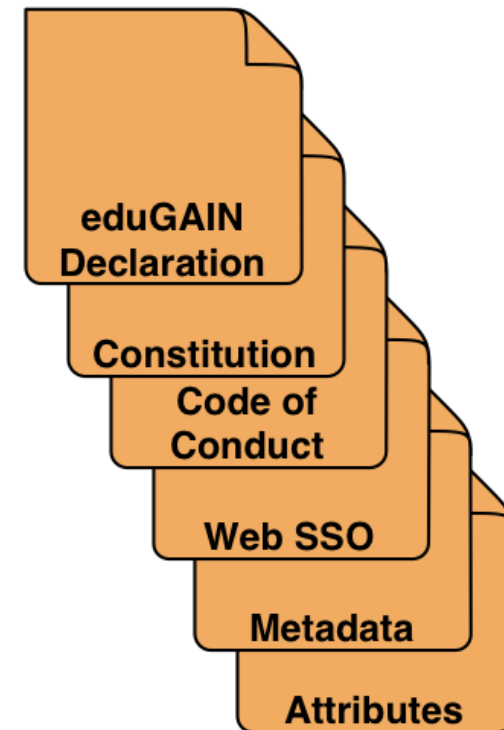 eduGAIN
Declaration
Constitution
Code of
Conduct
Web SSO
Metadata
Attributes